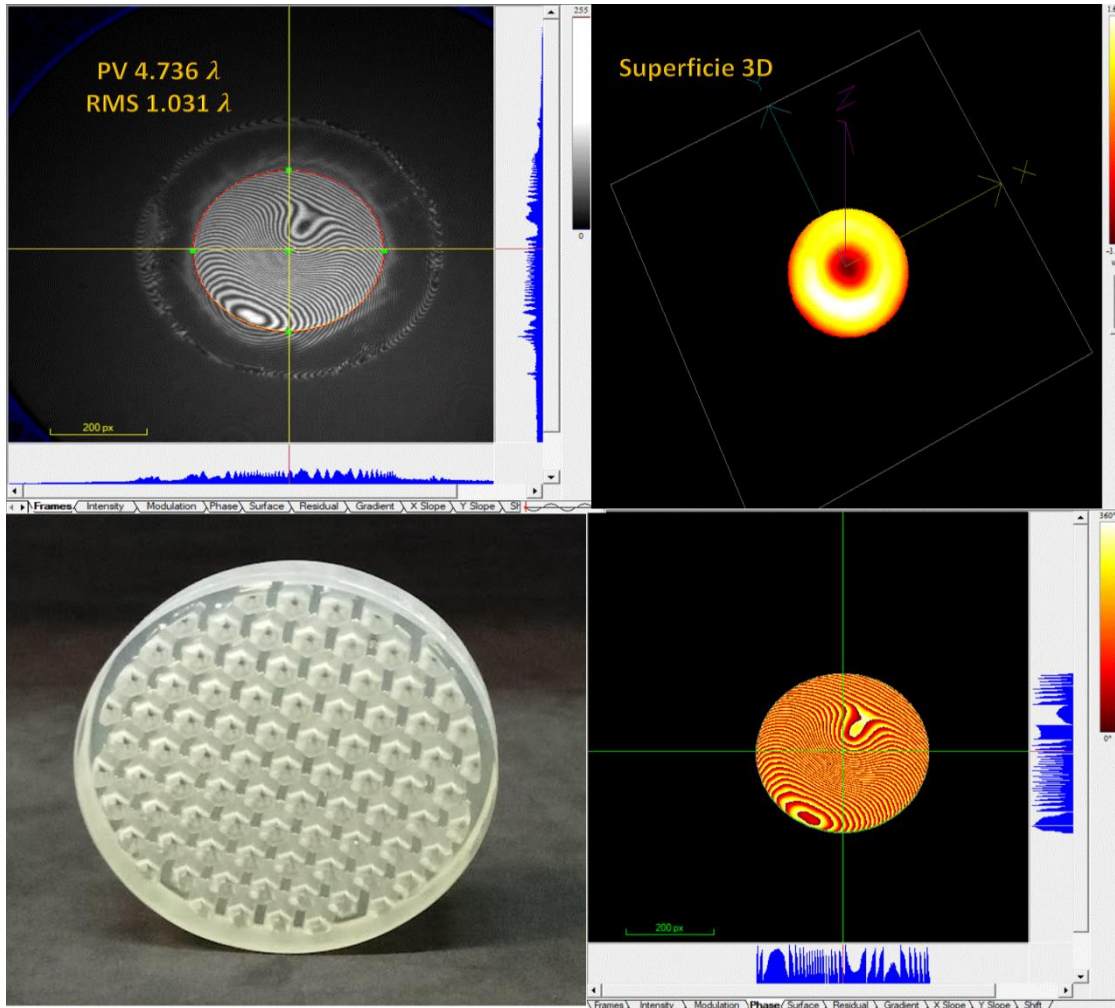 255
PV 4.736 λ
RMS 1.031 λ
0
200 px
Frames Intensity Modulation Phase Surface Residual Gradient X Slope Y Slope
Superficie 3D
Y
Z
X
360°
0°
200 px
Frames Intensity Modulation Phase Surface Residual Gradient X Slope Y Slope Shift